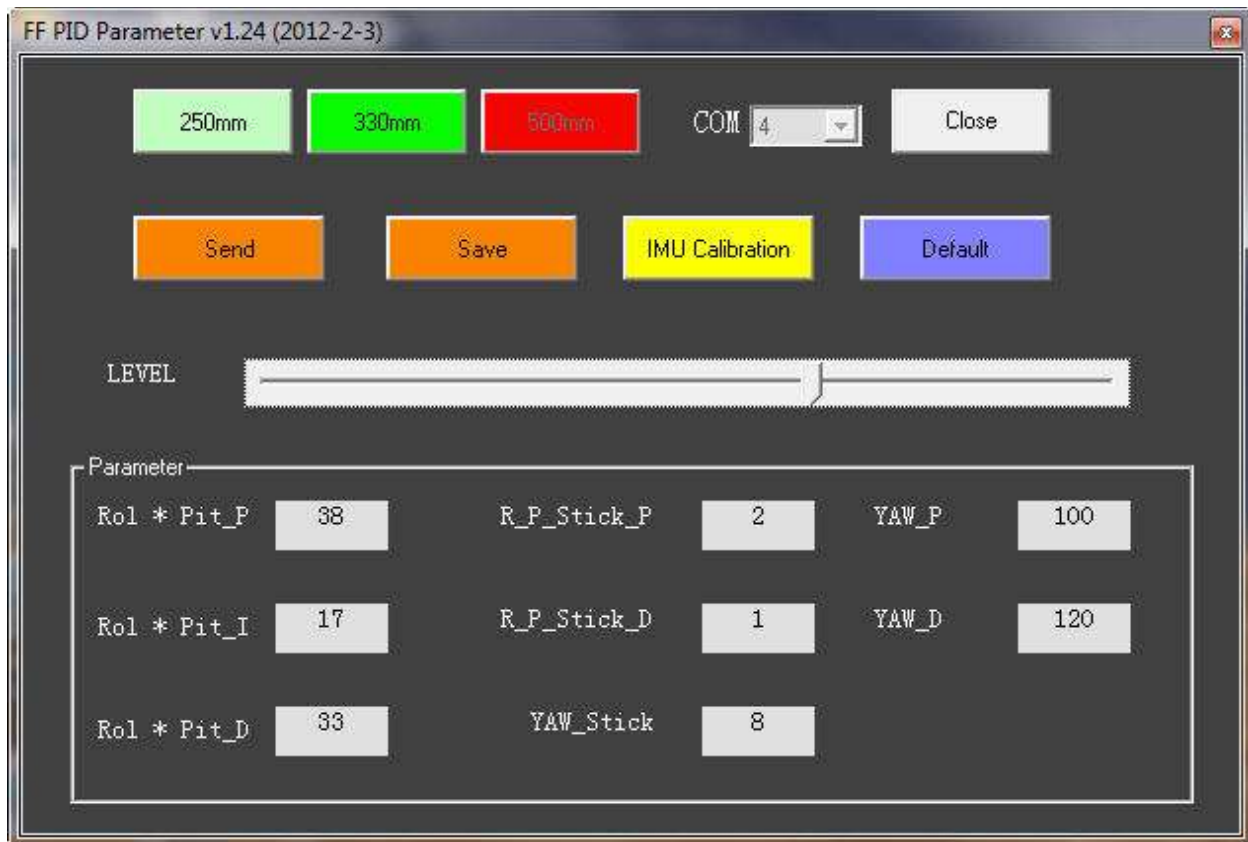 FF PID Parameter v1.24 (2012-2-3)
250mm 330mm 500mm COM 4 Close
Send Save IMU Calibration Default
LEVEL
Parameter
Rol * Pit_P 38 R_P_Stick_P 2 YAW_P 100
Rol * Pit_I 17 R_P_Stick_D 1 YAW_D 120
Rol * Pit_D 33 YAW_Stick 8